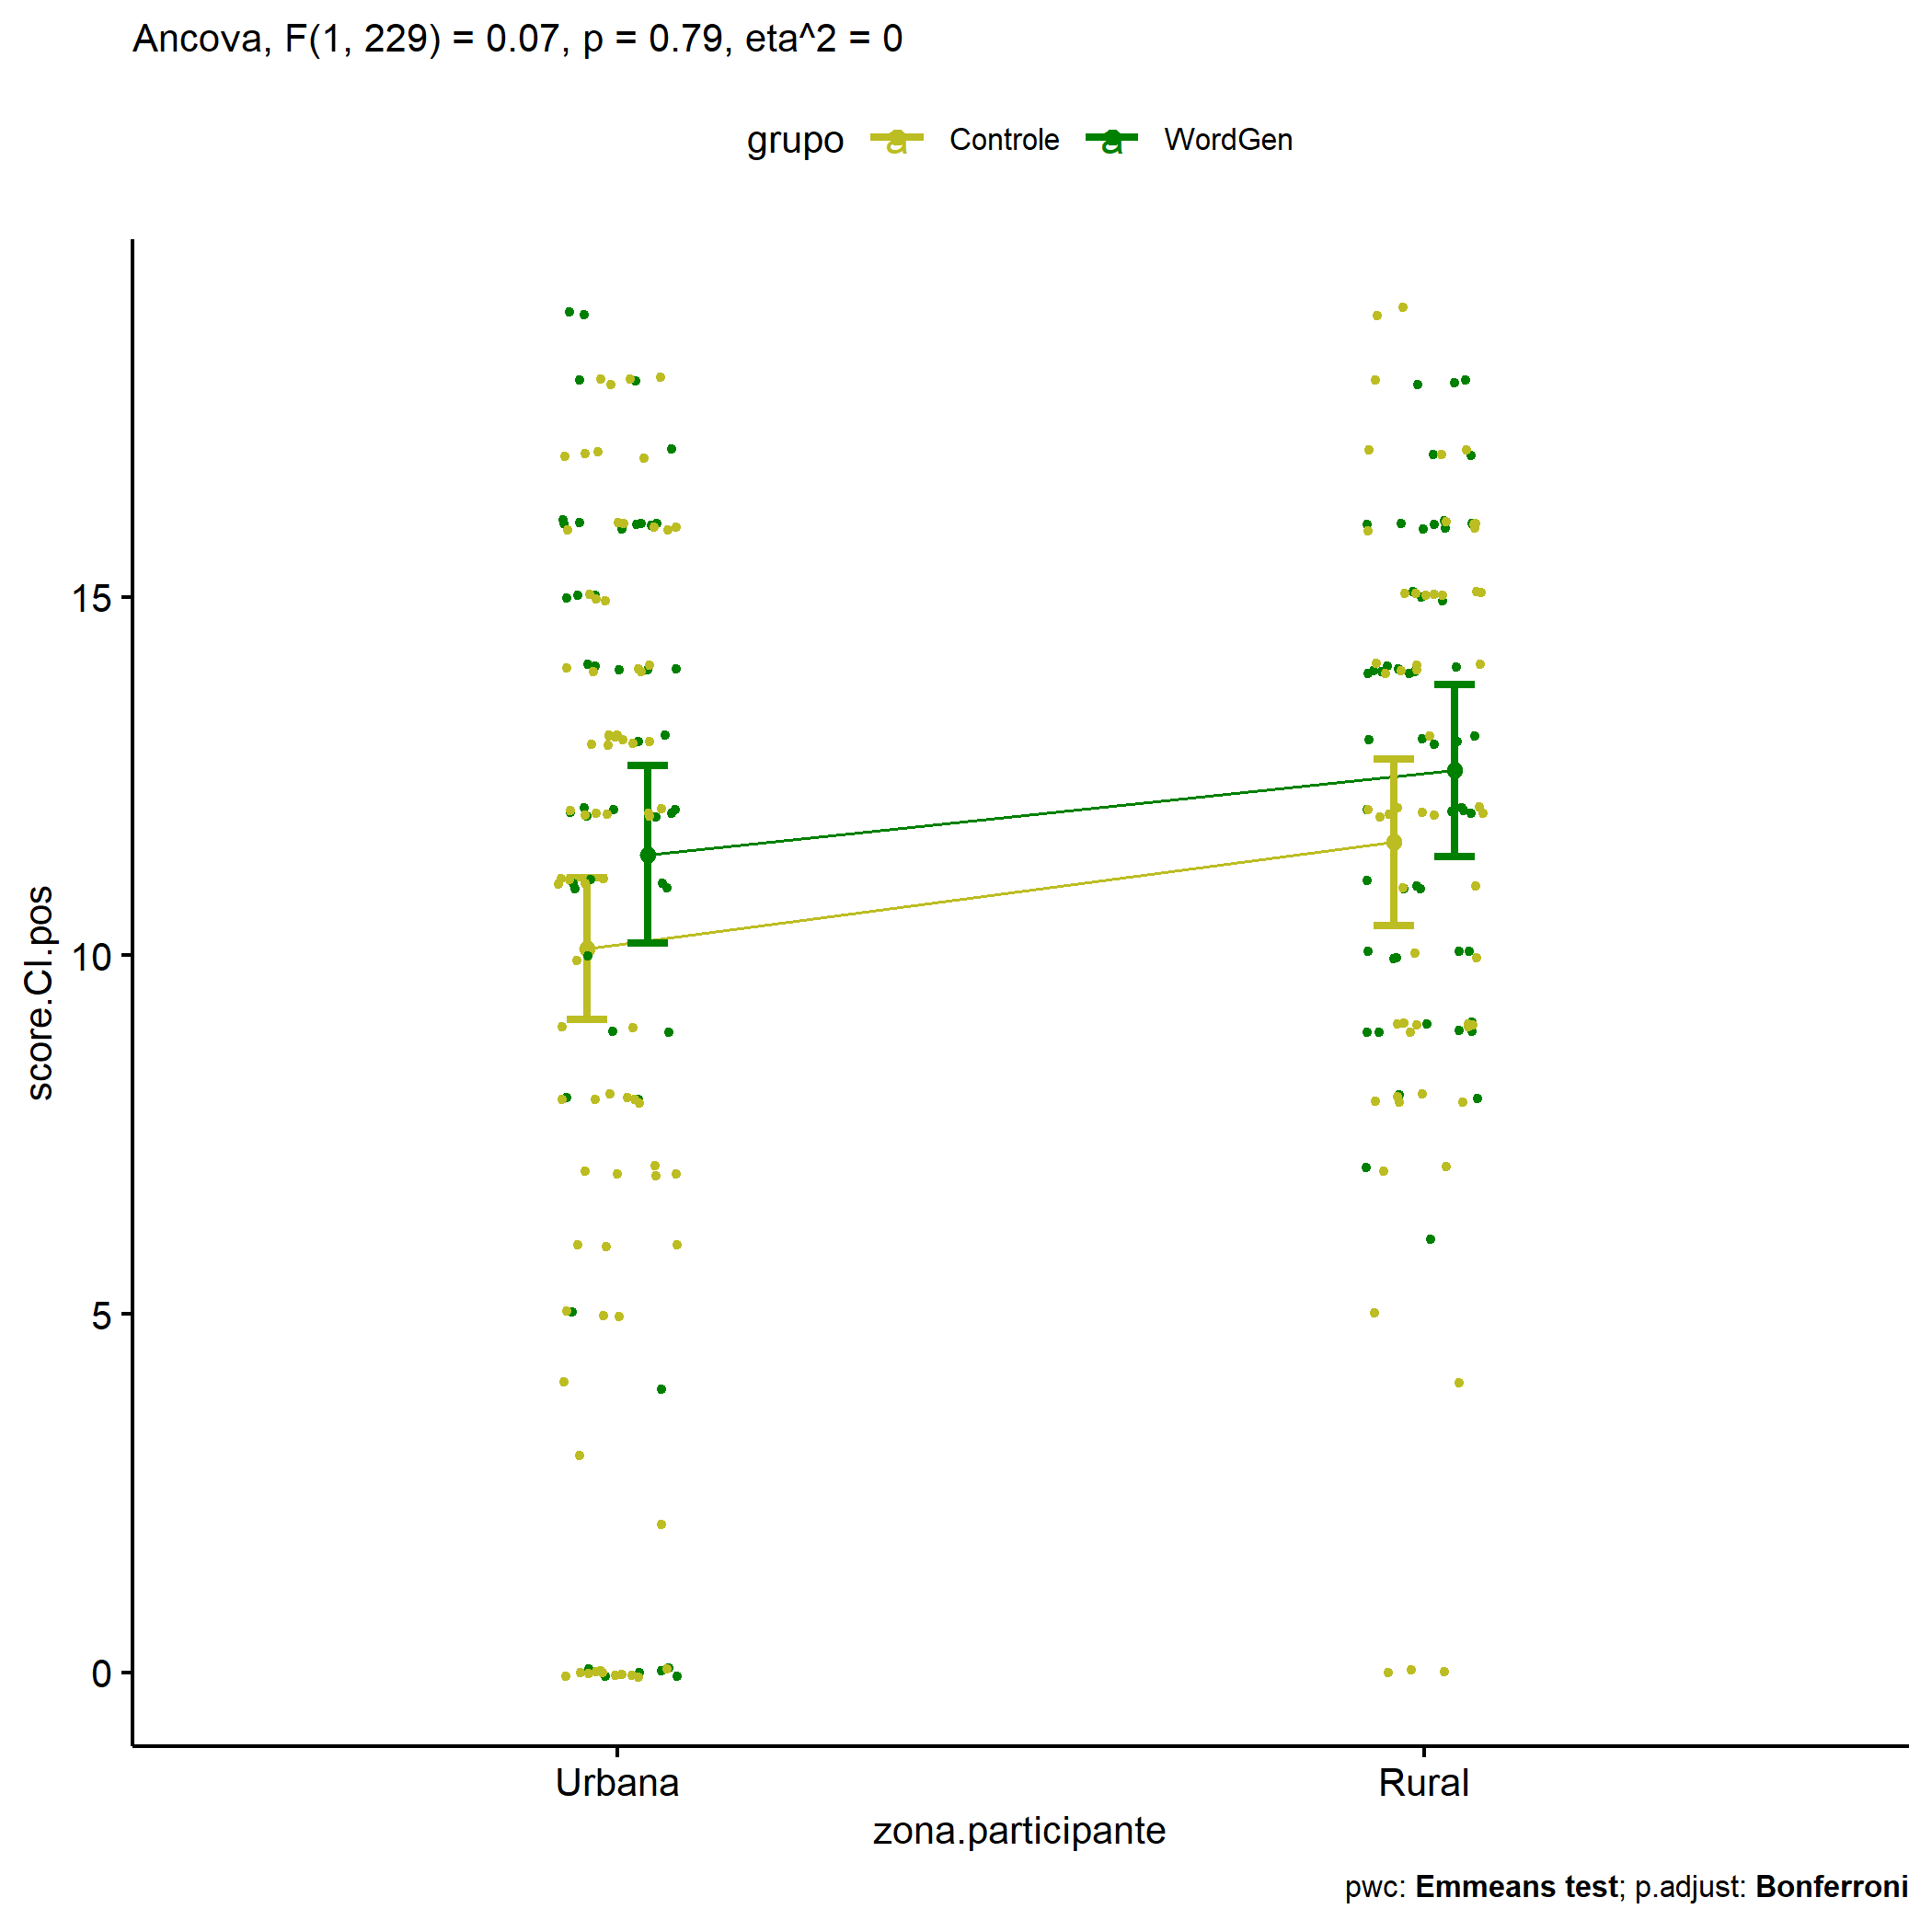 Ancova, F(1, 229) = 0.07, p = 0.79, eta^2 = 0
grupo a Controle a WordGen
score.CI.pos
15
10
5
0
Urbana Rural
zona.participante
pwc: Emmeans test; p.adjust: Bonferroni